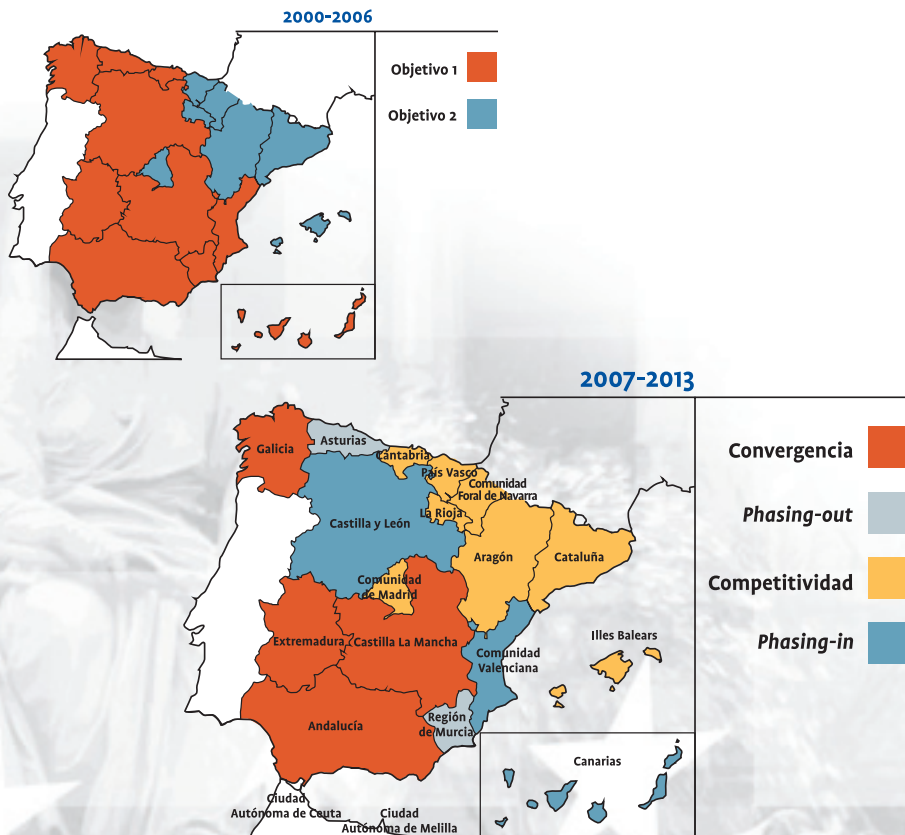 2000-2006
Objetivo 1
Objetivo 2
2007-2013
Convergencia
Phasing-out
Competitividad
Phasing-in
Galicia
Asturias
Cantabria
País Vasco
Comunidad
Foral de Navarra
La Rioja
Castilla y León
Aragón
Cataluña
Comunidad
de Madrid
Extremadura
Castilla La Mancha
Comunidad
Valenciana
Illes Balears
Andalucía
Región
de Murcia
Canarias
Ciudad
Autónoma de Ceuta
Ciudad
Autónoma de Melilla